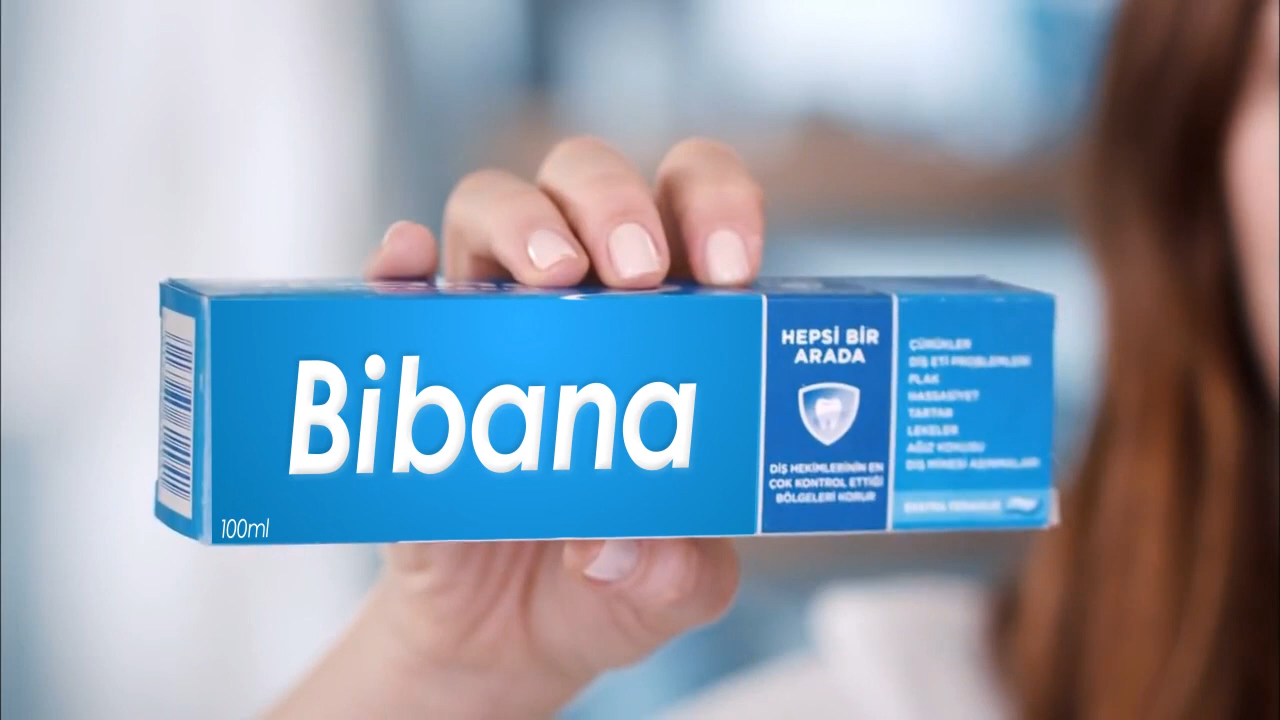 Bibana
100ml
HEPSİ BİR
ARADA
DİŞ HEKİMLERİNİN EN
ÇOK KONTROL ETTİĞİ
BÖLGELERİ KORUR
ÇÜRÜKLER
DİŞ ETİ PROBLEMLERİ
PLAK
HASSASİYET
TARTAR
LEKELER
AĞIZ KOKUSU
DİŞ MİNESİ AŞINMALARI